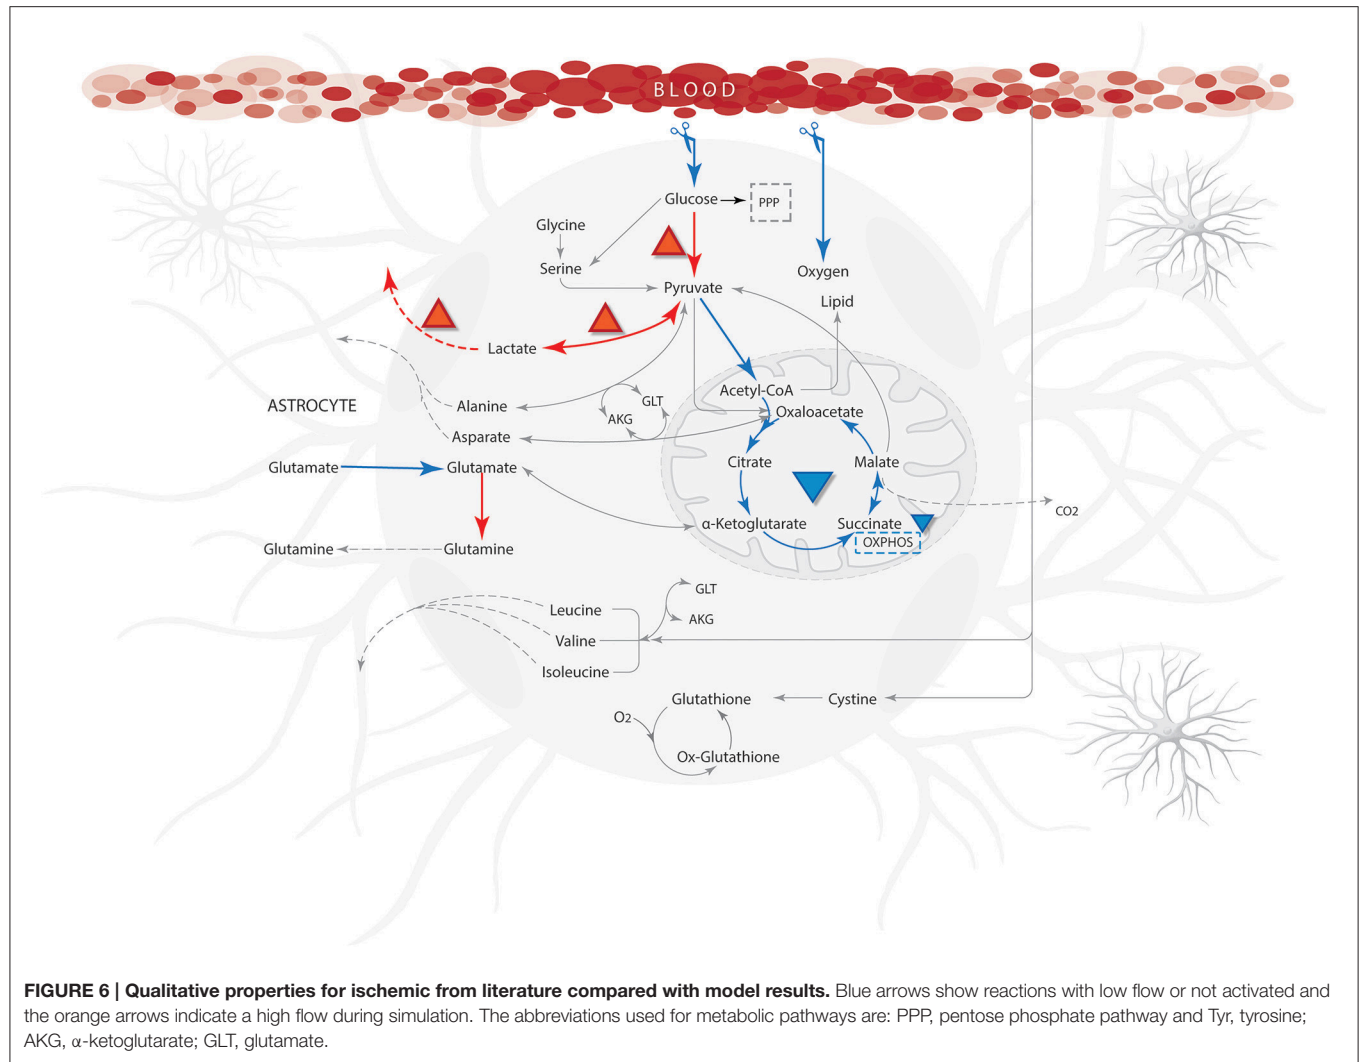 BLOOD
Glucose
PPP
Glycine
Serine
Oxygen
Pyruvate
Lipid
Lactate
Acetyl-CoA
GLT
Alanine
ASTROCYTE
Oxaloacetate
AKG
Asparate
Glutamate
Glutamate
Citrate
Malate
CO2
α-Ketoglutarate
Succinate
OXPHOS
Glutamine
Glutamine
GLT
Leucine
AKG
Valine
Isoleucine
Glutathione
Cystine
O2
Ox-Glutathione
FIGURE 6 | Qualitative properties for ischemic from literature compared with model results. Blue arrows show reactions with low flow or not activated and
the orange arrows indicate a high flow during simulation. The abbreviations used for metabolic pathways are: PPP, pentose phosphate pathway and Tyr, tyrosine;
AKG, α-ketoglutarate; GLT, glutamate.